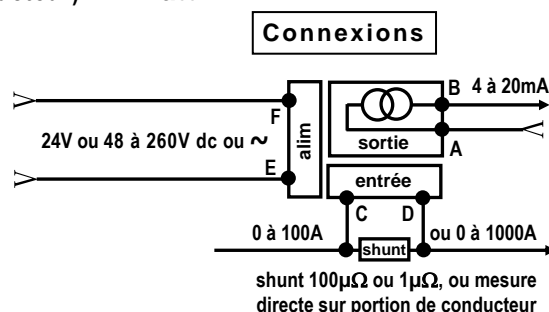 Connexions
B 4 à 20mA
F
24V ou 48 à 260V dc ou ~
alim
sortie
A
E
entrée
C D
0 à 100A
ou 0 à 1000A
shunt
shunt 100µΩ ou 1µΩ, ou mesure
directe sur portion de conducteur